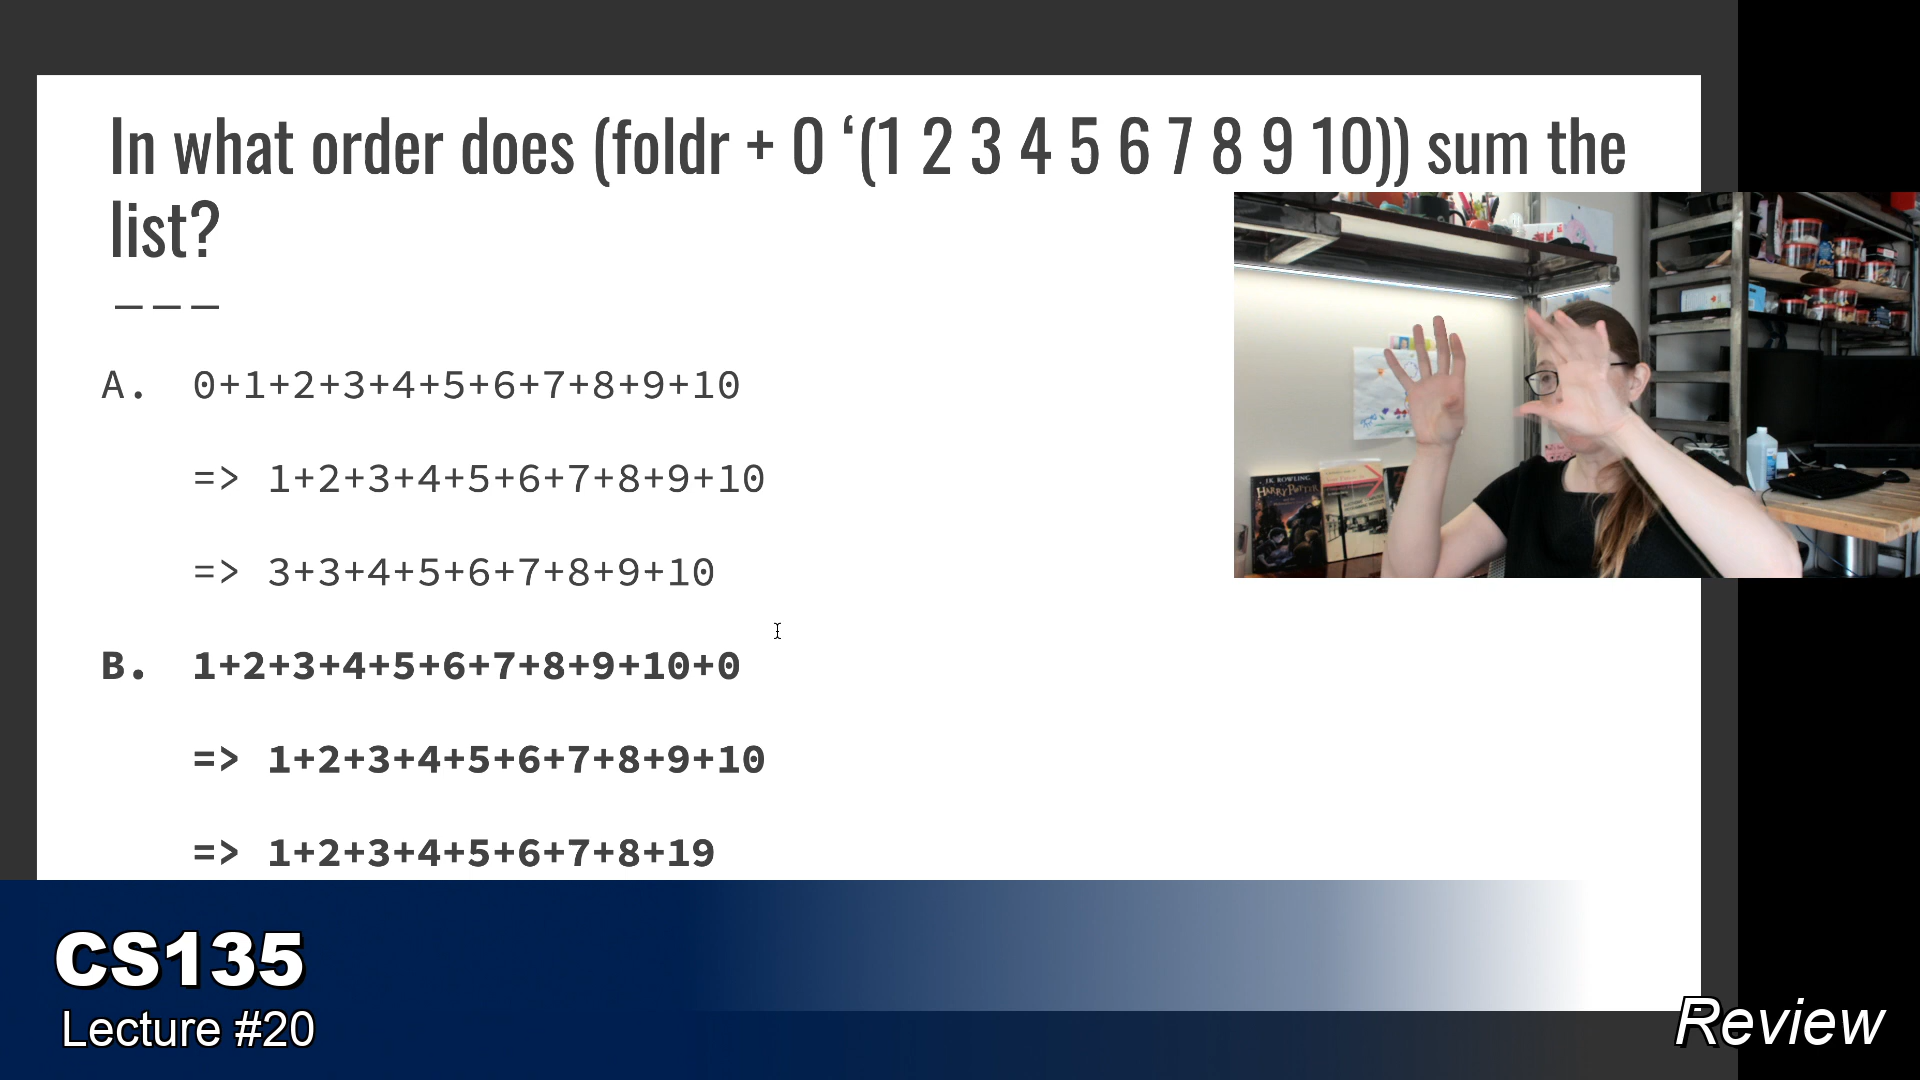 In what order does (foldr + 0 ‘(1 2 3 4 5 6 7 8 9 10)) sum the
list?
A. 0+1+2+3+4+5+6+7+8+9+10
=> 1+2+3+4+5+6+7+8+9+10
=> 3+3+4+5+6+7+8+9+10
B. 1+2+3+4+5+6+7+8+9+10+0
=> 1+2+3+4+5+6+7+8+9+10
=> 1+2+3+4+5+6+7+8+19
J.K. ROWLING
HARRY POTTER
CS135
Lecture #20
Review